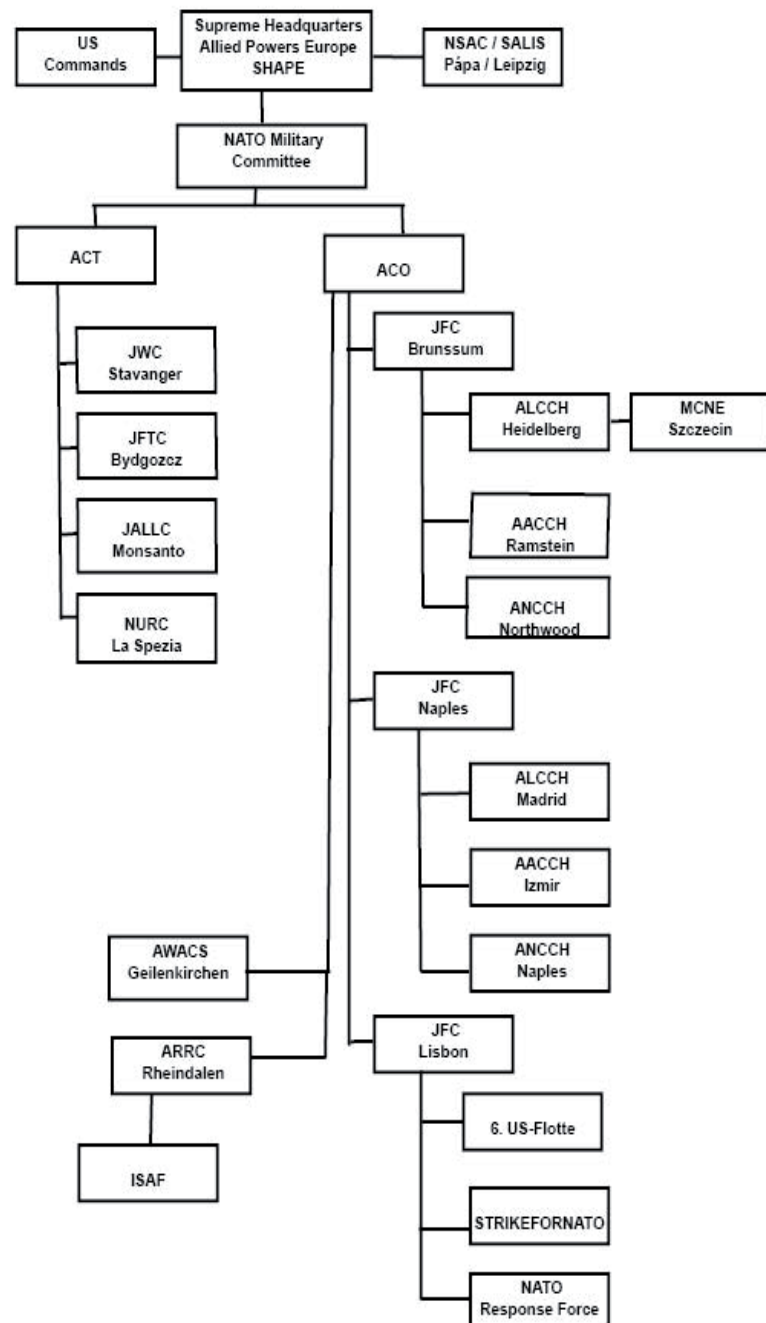 US
Commands
Supreme Headquarters
Allied Powers Europe
SHAPE
NSAC / SALIS
Pápa / Leipzig
NATO Military
Committee
ACT
ACO
JWC
Stavanger
JFTC
Bydgozcz
JALLC
Monsanto
NURC
La Spezia
JFC
Brunssum
ALCCH
Heidelberg
MCNE
Szczecin
AACCH
Ramstein
ANCCH
Northwood
JFC
Naples
ALCCH
Madrid
AACCH
Izmir
ANCCH
Naples
AWACS
Geilenkirchen
ARRC
Rheindalen
ISAF
JFC
Lisbon
6. US-Flotte
STRIKEFORNATO
NATO
Response Force